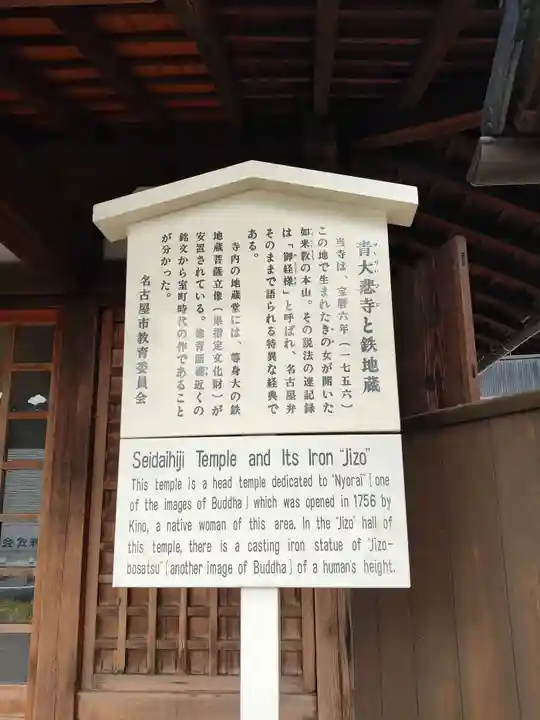 青大悲寺と鉄地蔵
当寺は、宝暦六年（一七五六）
この地で生まれたきの女が開いた
如来教の本山。その説法の速記録
は「御経様」と呼ばれ、名古屋弁
そのままで語られる特異な経典で
ある。
寺内の地蔵堂には、等身大の鉄
地蔵菩薩立像（県指定文化財）が
安置されている。
近くの
銘文から室町時代の作であること
が分かった。
名古屋市教育委員会
Seidaihiji Temple and Its Iron "Jizo"
This temple is a head temple dedicated to "Nyorai" [one
of the images of Buddha] which was opened in 1756 by
Kino, a native woman of this area. In the "Jizo" hall of
this temple, there is a casting iron statue of "Jizo-
bosatsu" [another image of Buddha] of a human's height.